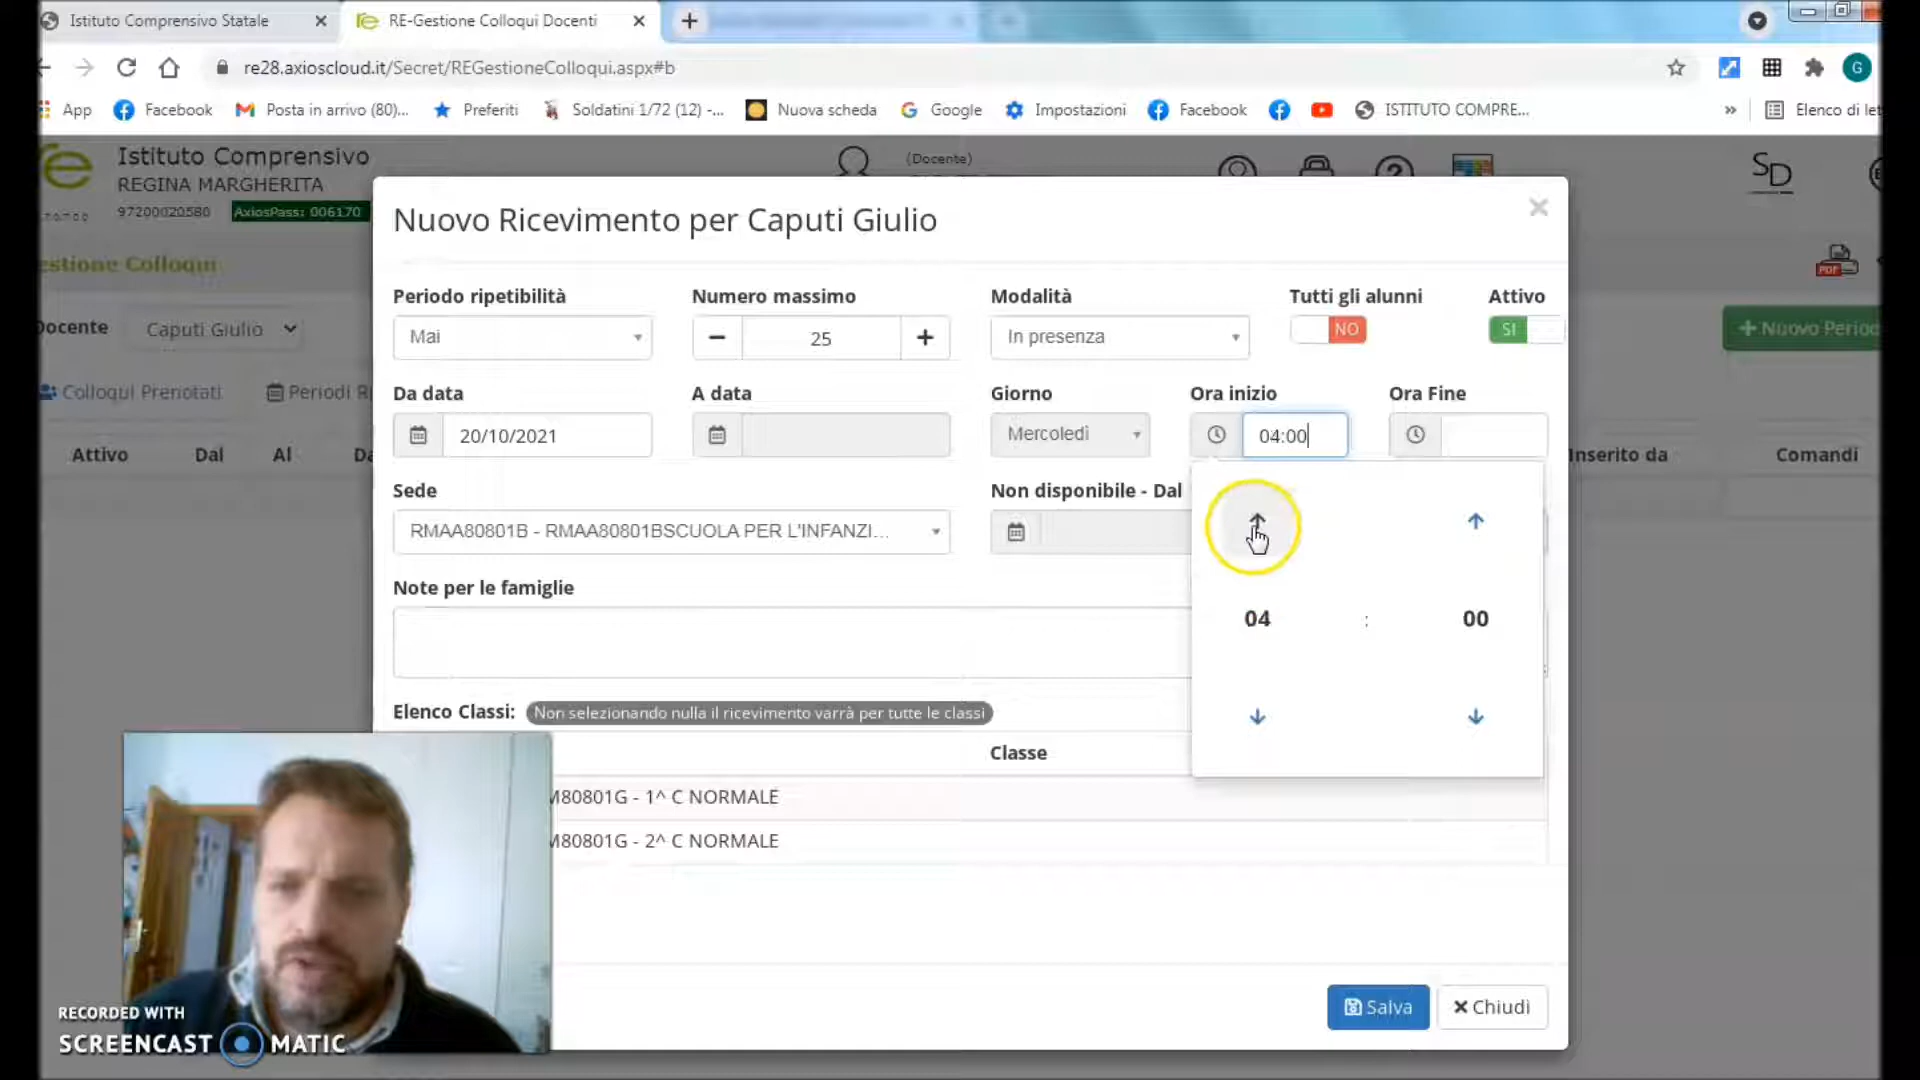 Istituto Comprensivo Statale
RE-Gestione Colloqui Docenti
re28.axioscloud.it/Secret/REGestioneColloqui.aspx#b
G
App
Facebook
Posta in arrivo (80)...
Preferiti
Soldatini 1/72 (12) -...
Nuova scheda
Google
Impostazioni
Facebook
ISTITUTO COMPRE...
»
Elenco di let
re
Istituto Comprensivo
REGINA MARGHERITA
97200020580
AxiosPass: 006170
(Docente)
SD
estione Colloqui
PDF
Docente
Caputi Giulio
Nuovo Period
Colloqui Prenotati
Periodi R
Attivo
Dal
Al
Da
Inserito da
Comandi
Nuovo Ricevimento per Caputi Giulio
Periodo ripetibilità
Numero massimo
Modalità
Tutti gli alunni
Attivo
Mai
25
In presenza
NO
SI
Da data
A data
Giorno
Ora inizio
Ora Fine
20/10/2021
Mercoledì
04:00
Sede
Non disponibile - Dal
RMAA80801B - RMAA80801BSCUOLA PER L'INFANZI...
04 : 00
Note per le famiglie
Elenco Classi:
Non selezionando nulla il ricevimento varrà per tutte le classi
Classe
M80801G - 1^ C NORMALE
M80801G - 2^ C NORMALE
Salva
Chiudi
RECORDED WITH
SCREENCAST MATIC